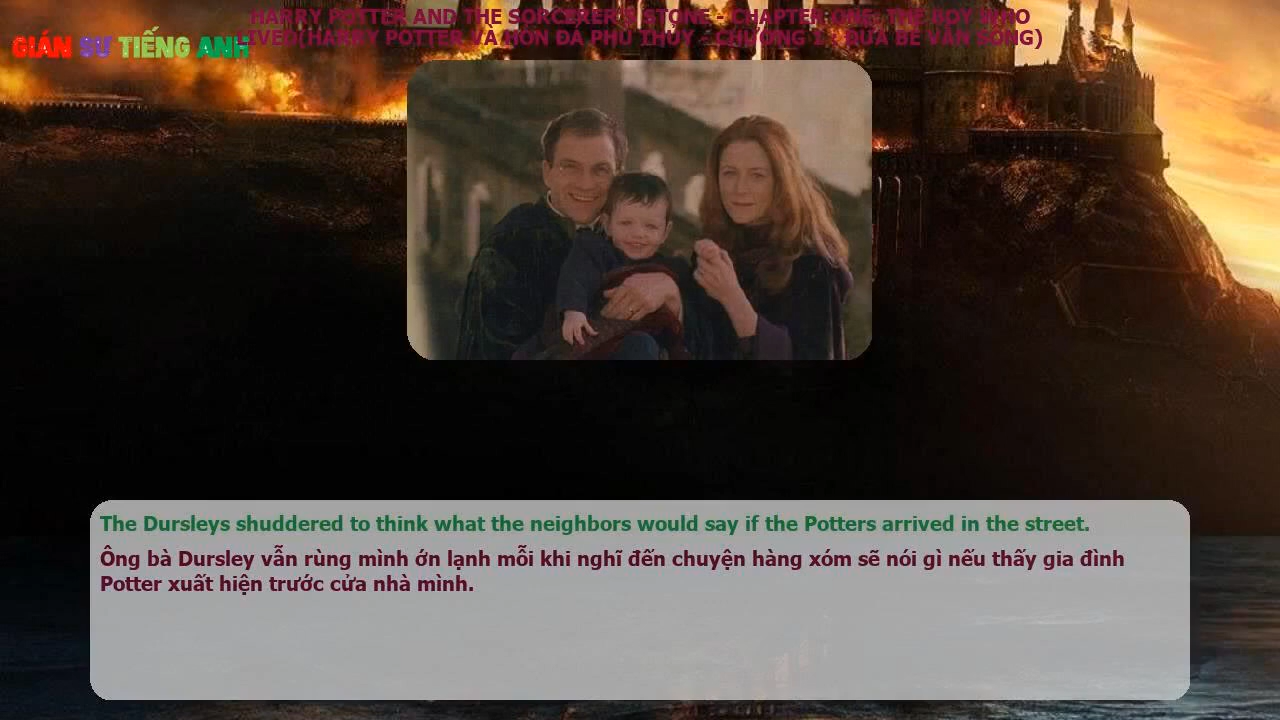 HARRY POTTER AND THE SORCERER'S STONE - CHAPTER ONE: THE BOY WHO
LIVED(HARRY POTTER VÀ HÒN ĐÁ PHÙ THỦY - CHƯƠNG 1: ĐỨA BÉ VẪN SỐNG)
GIÁN SỨ TIẾNG ANH
The Dursleys shuddered to think what the neighbors would say if the Potters arrived in the street.
Ông bà Dursley vẫn rùng mình ớn lạnh mỗi khi nghĩ đến chuyện hàng xóm sẽ nói gì nếu thấy gia đình
Potter xuất hiện trước cửa nhà mình.